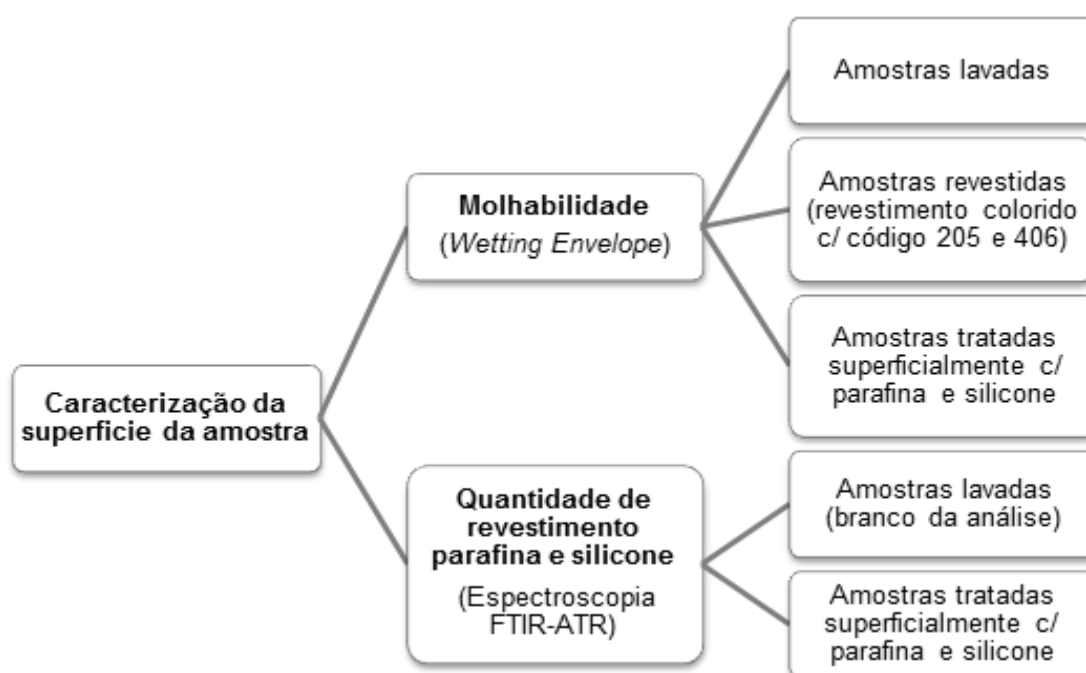 Caracterização da
superficie da amostra
Molhabilidade
(Wetting Envelope)
Amostras lavadas
Amostras revestidas
(revestimento colorido
c/ código 205 e 406)
Amostras tratadas
superficialmente c/
parafina e silicone
Quantidade de
revestimento
parafina e silicone
(Espectroscopia
FTIR-ATR)
Amostras lavadas
(branco da análise)
Amostras tratadas
superficialmente c/
parafina e silicone